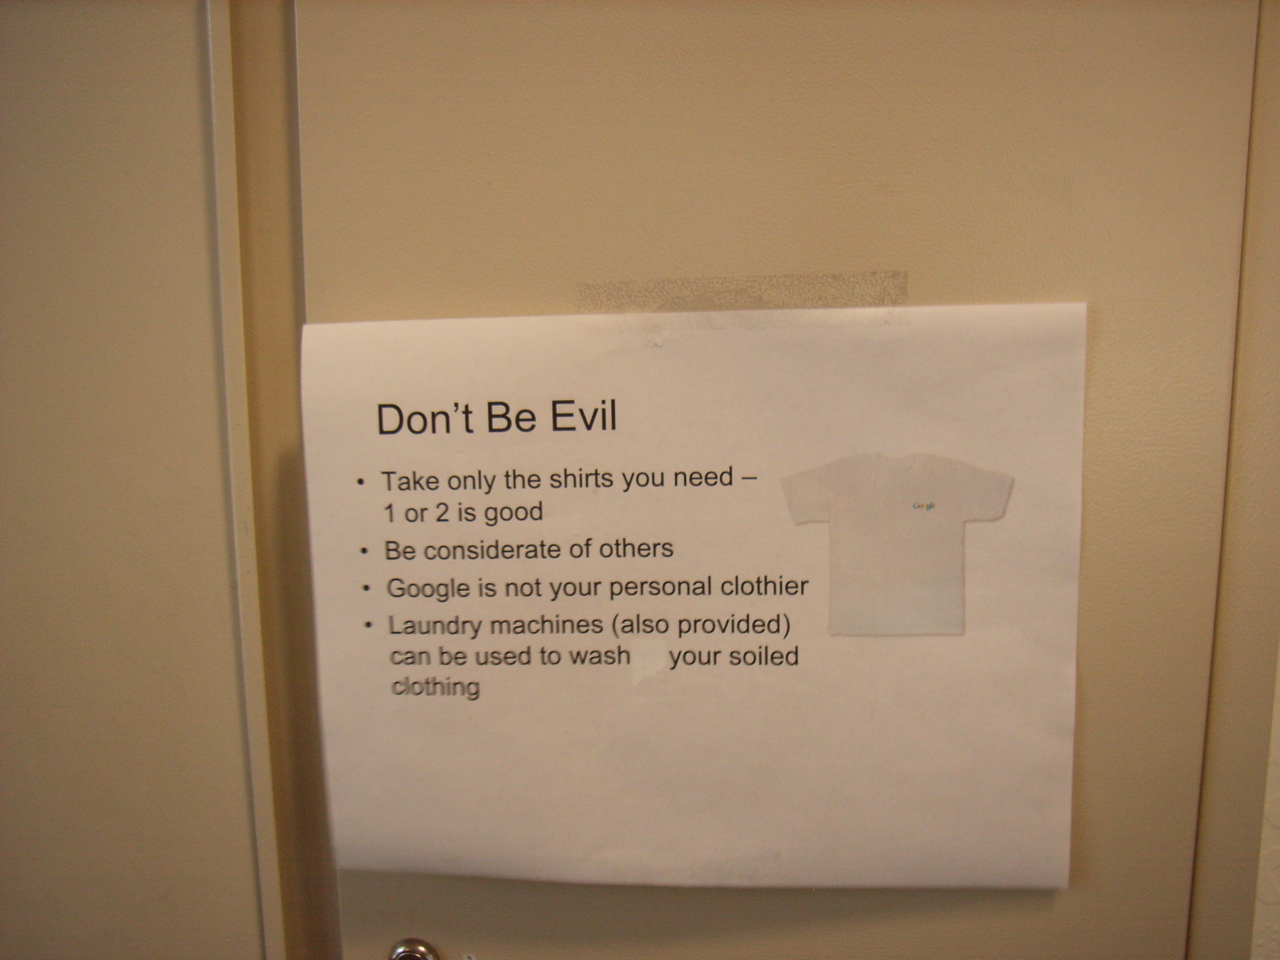 Don't Be Evil
• Take only the shirts you need –
1 or 2 is good
• Be considerate of others
• Google is not your personal clothier
• Laundry machines (also provided)
can be used to wash your soiled
clothing
Google